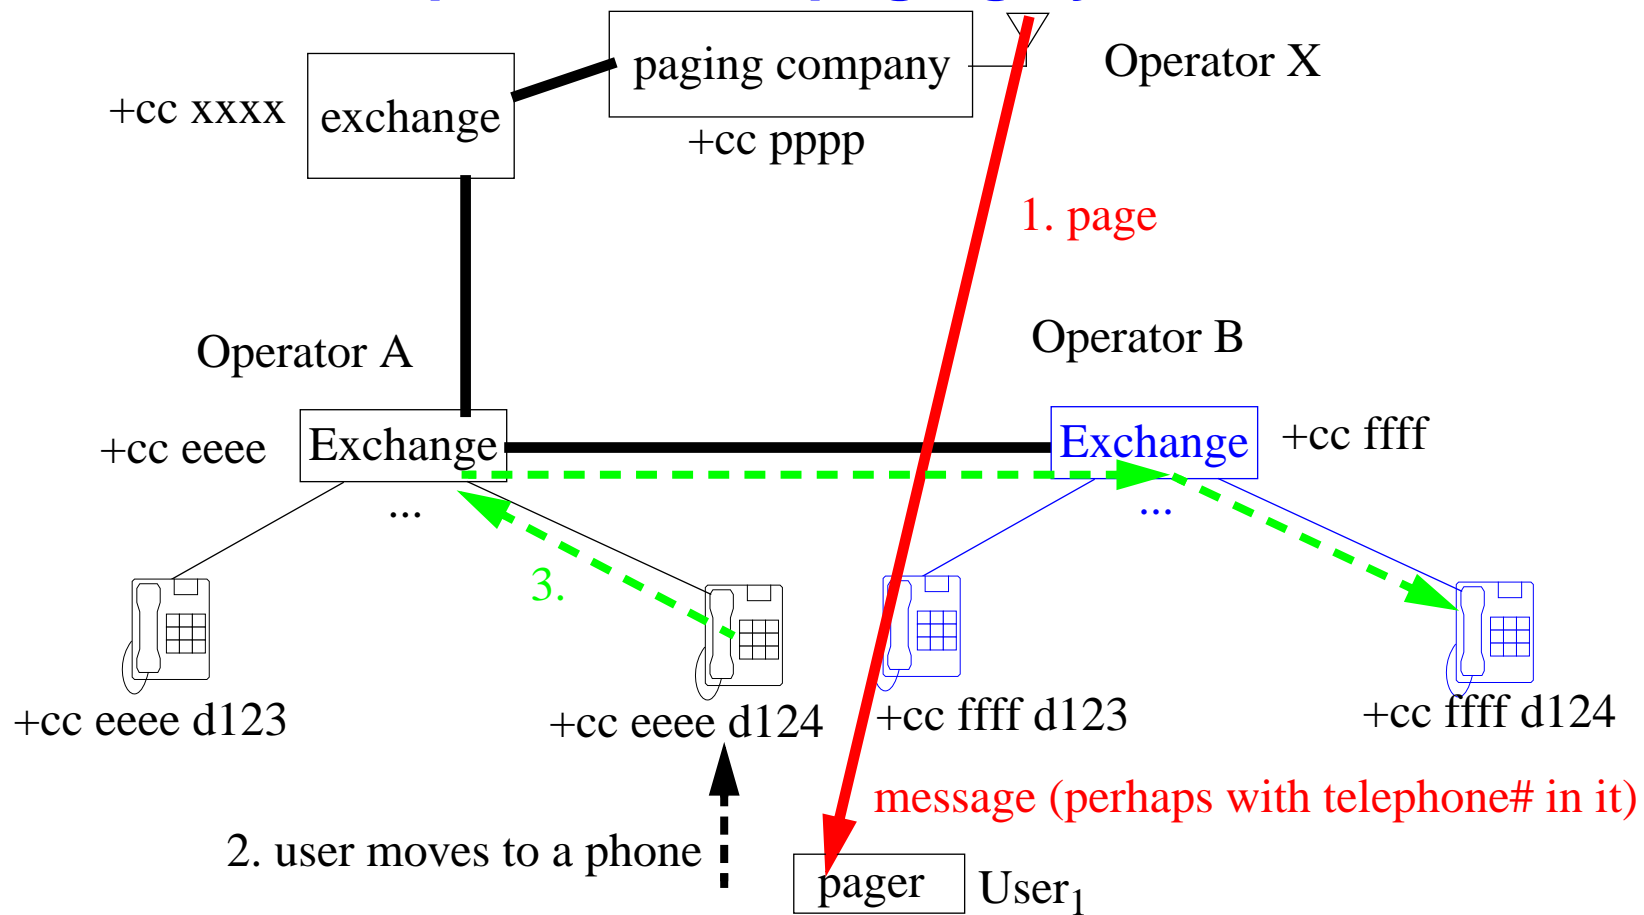 paging company
Operator X
+cc xxxx
exchange
+cc pppp
1. page
Operator A
Operator B
+cc eeee
Exchange
Exchange
+cc ffff
...
...
3.
+cc eeee d123
+cc eeee d124
+cc ffff d123
+cc ffff d124
message (perhaps with telephone# in it)
2. user moves to a phone
pager
User1